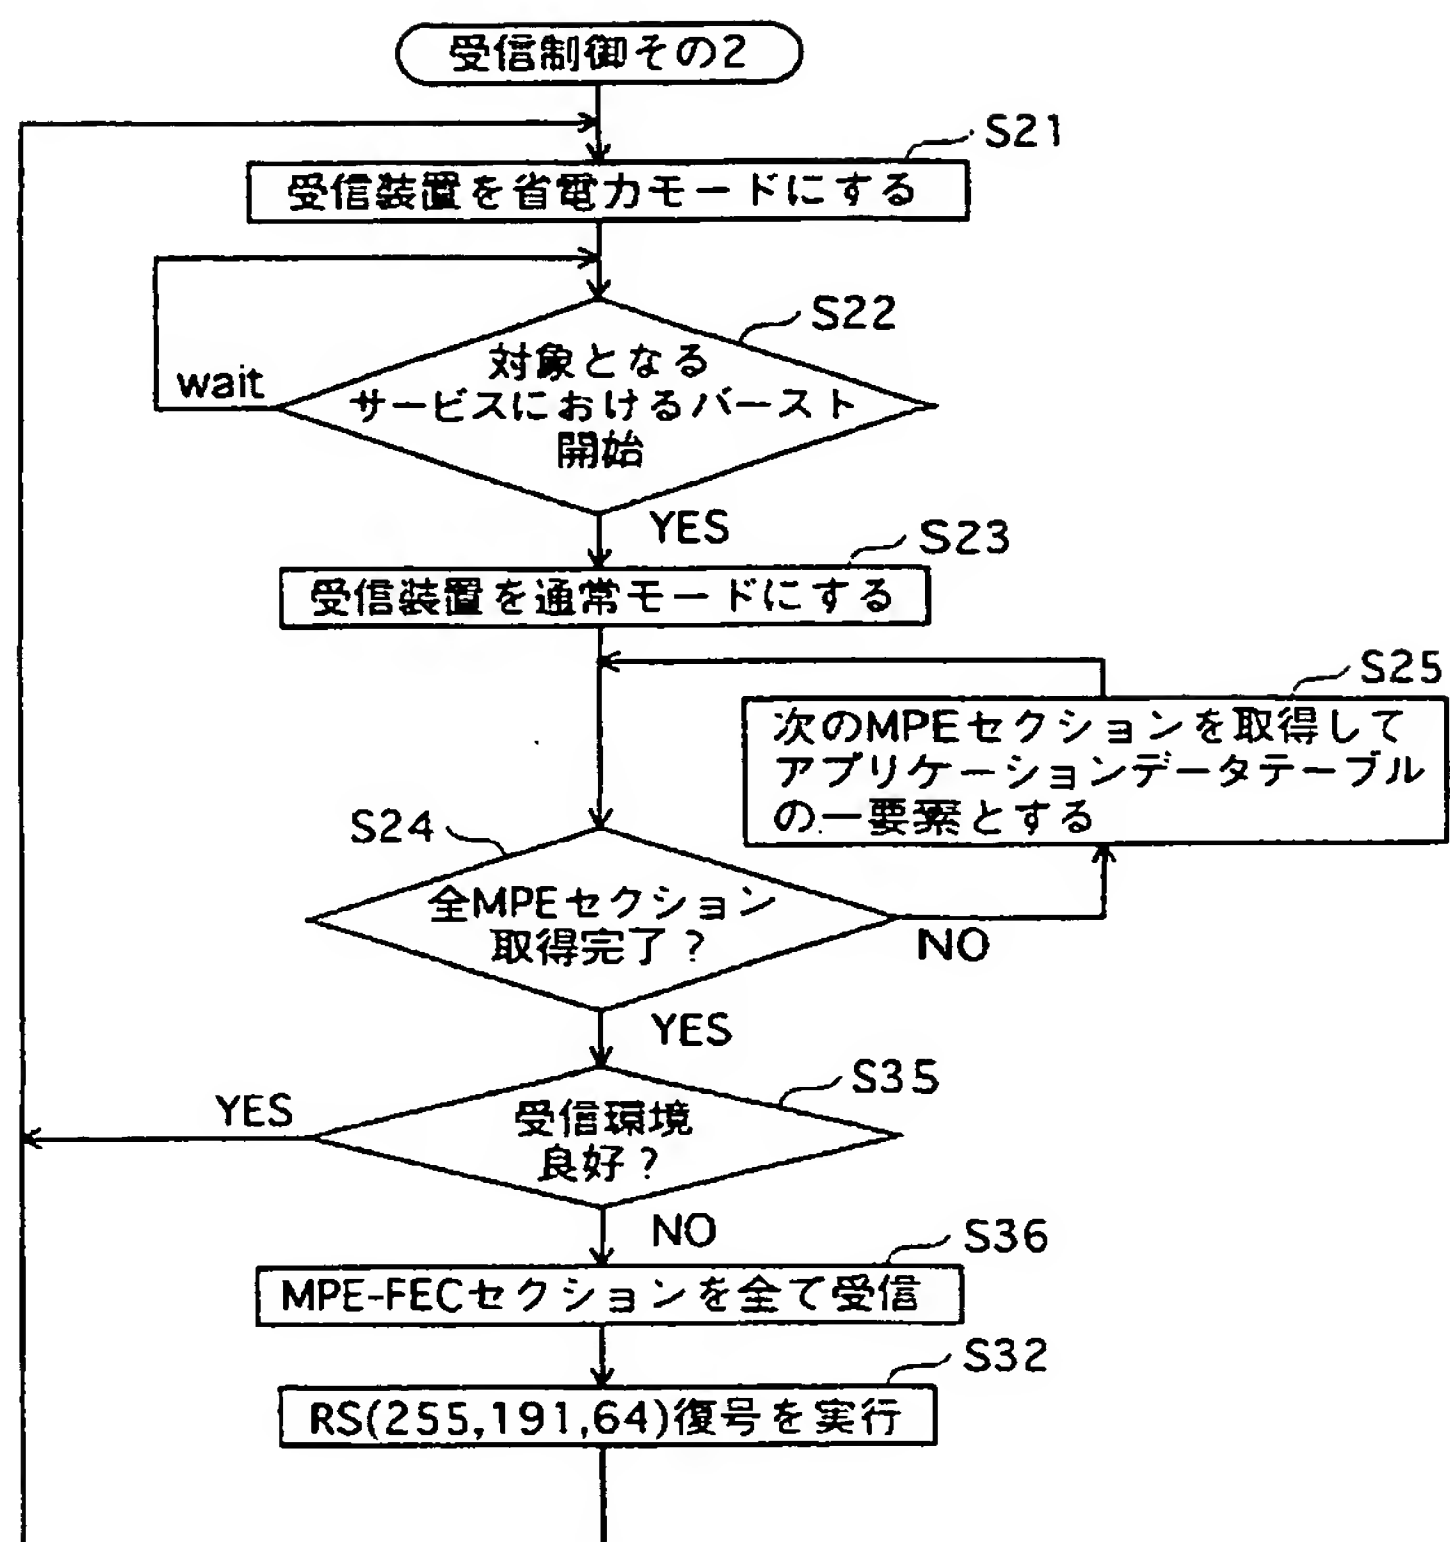 受信制御その2
S21
受信装置を省電力モードにする
S22
対象となる
サービスにおけるバースト
開始
wait
YES
S23
受信装置を通常モードにする
S25
次のMPEセクションを取得して
アプリケーションデータテーブル
の一要素とする
S24
全MPEセクション
取得完了?
NO
YES
S35
受信環境
良好?
YES
NO
S36
MPE-FECセクションを全て受信
S32
RS(255,191,64)復号を実行